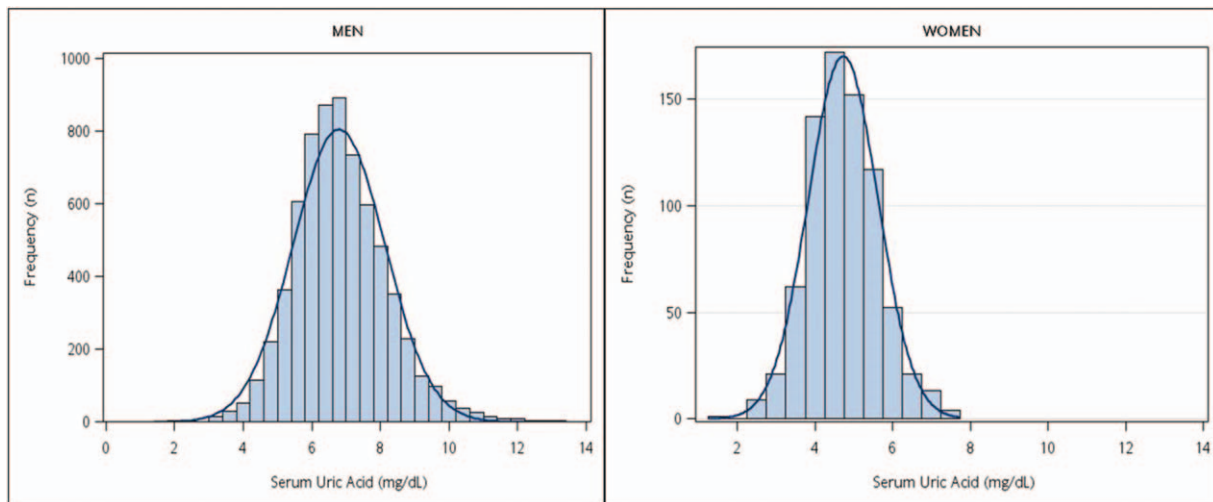 MEN
1000
800
600
400
200
0
Frequency (n)
0 2 4 6 8 10 12 14
Serum Uric Acid (mg/dL)
WOMEN
150
100
50
0
Frequency (n)
2 4 6 8 10 12 14
Serum Uric Acid (mg/dL)